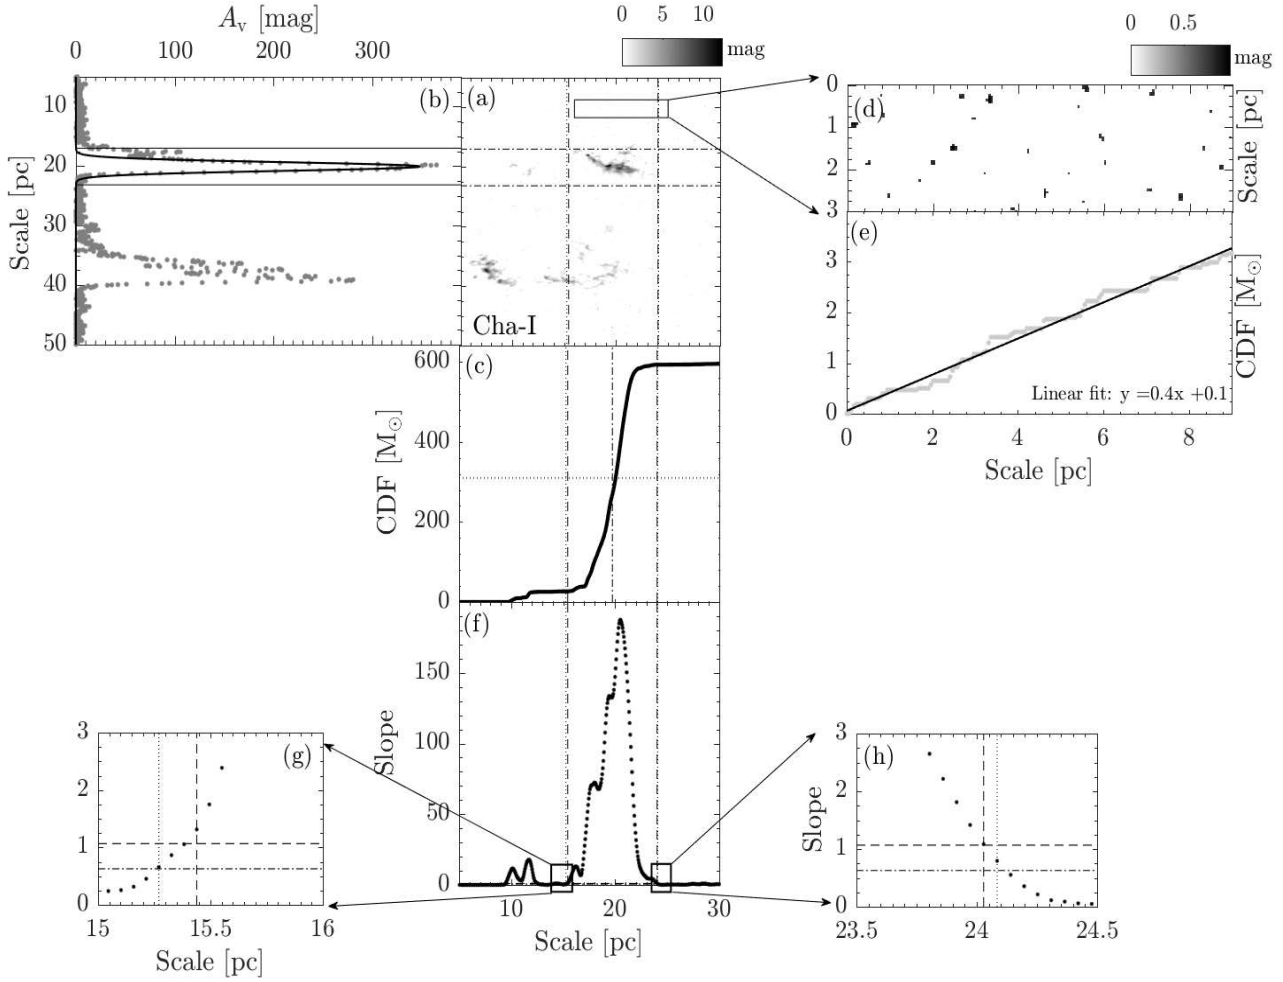 A_v [mag]
0 100 200 300
0 5 10
mag
0 0.5
mag
(b)
10
20
30
40
50
Scale [pc]
(a)
Cha-I
(d)
0
1
2
3
Scale [pc]
(e)
3
2
1
0
CDF [M⊙]
Linear fit: y =0.4x +0.1
0 2 4 6 8
Scale [pc]
(c)
600
400
200
0
CDF [M⊙]
(f)
150
100
50
0
Slope
10 20 30
Scale [pc]
(g)
3
2
1
0
15 15.5 16
Scale [pc]
(h)
3
2
1
0
Slope
23.5 24 24.5
Scale [pc]